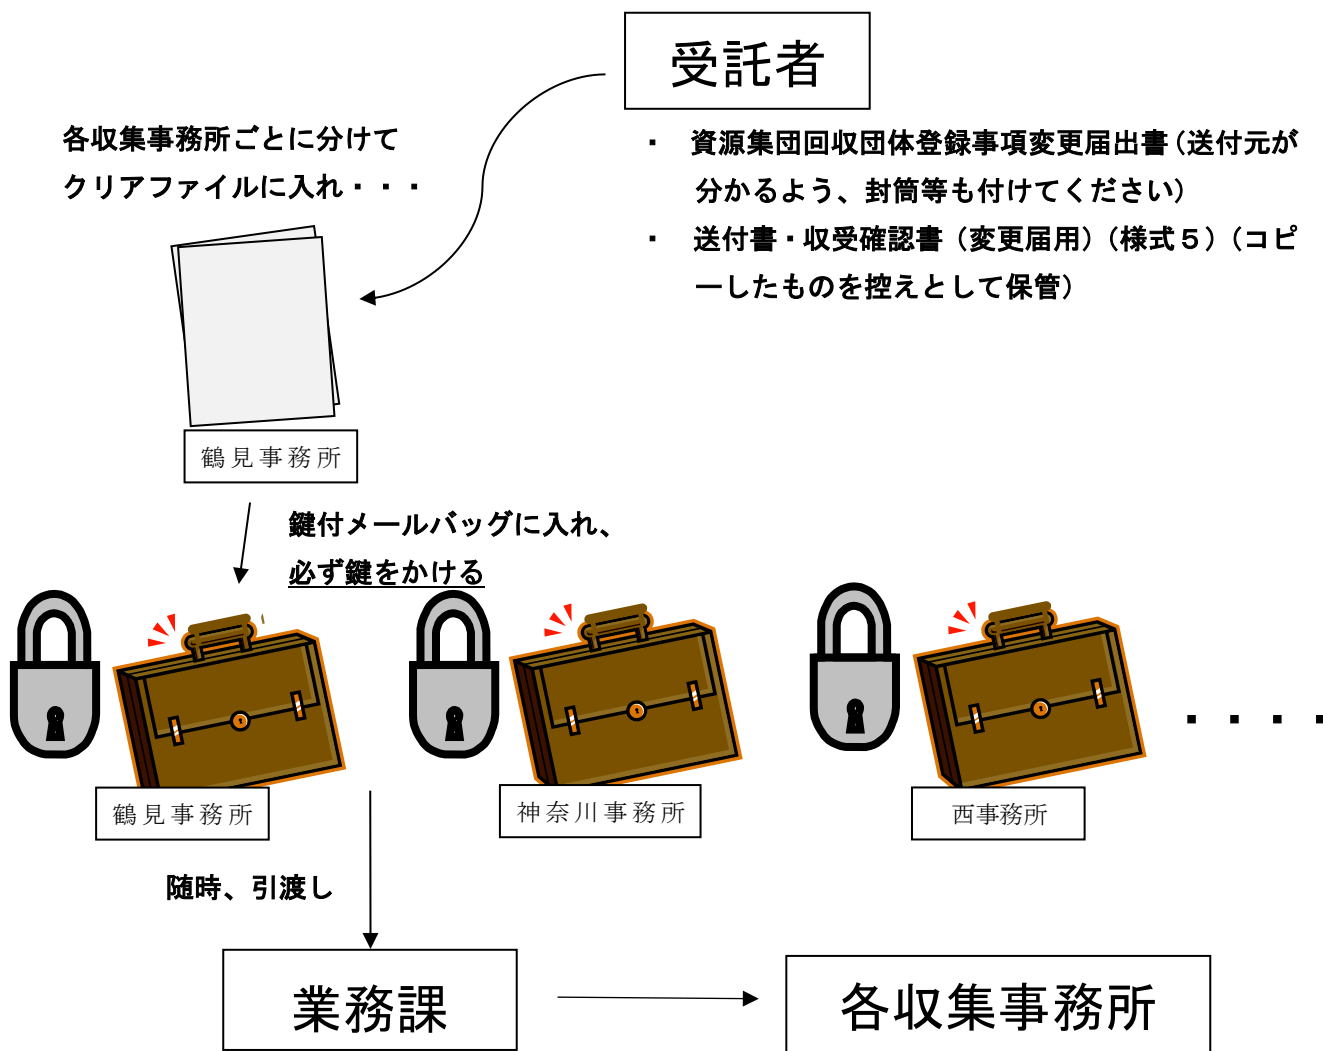 受託者
・ 資源集団回収団体登録事項変更届出書（送付元が
分かるよう、封筒等も付けてください）
・ 送付書・収受確認書（変更届用）（様式５）（コピ
ーしたものを控えとして保管）
各収集事務所ごとに分けて
クリアファイルに入れ・・・
鶴見事務所
鍵付メールバッグに入れ、
必ず鍵をかける
鶴見事務所
神奈川事務所
西事務所
・・・・
随時、引渡し
業務課
各収集事務所